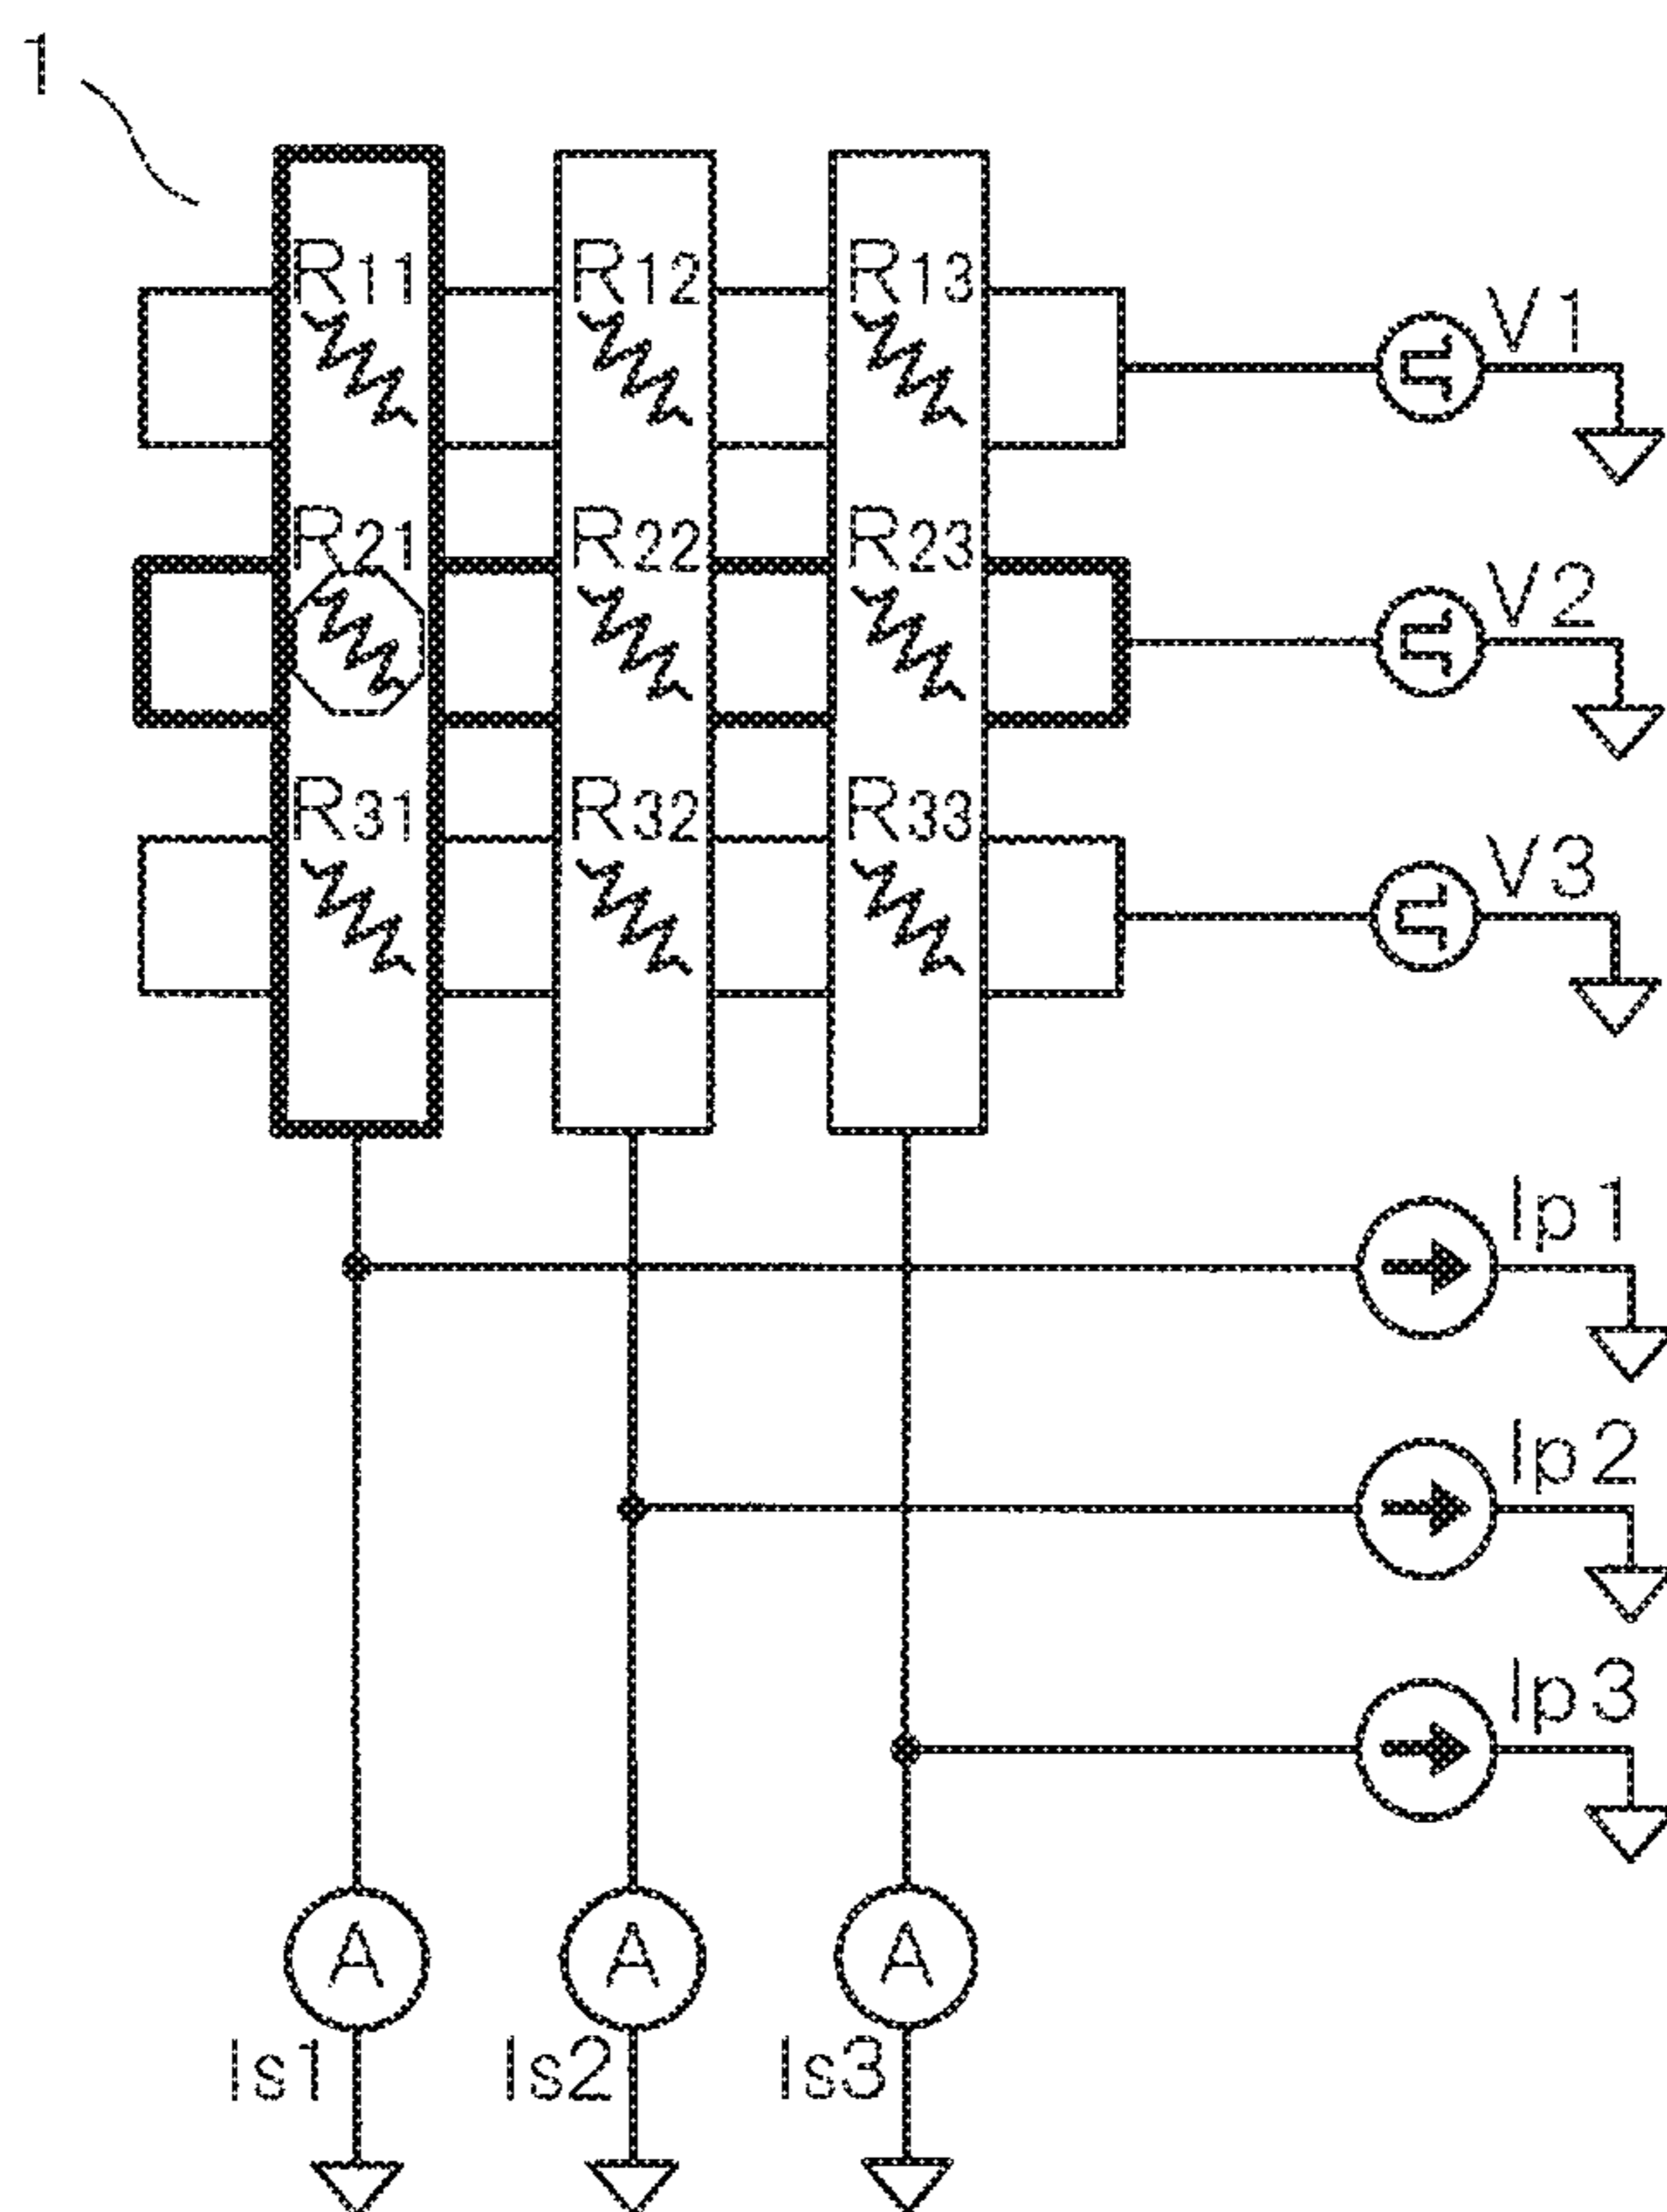 1
R11 R12 R13 V1
R21 R22 R23 V2
R31 R32 R33 V3
Ip1
Ip2
Ip3
A A A
Is1 Is2 Is3